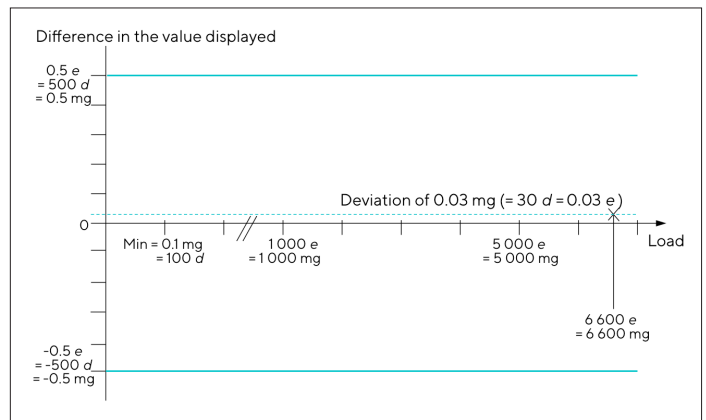 Difference in the value displayed
0.5 e
= 500 d
= 0.5 mg
Deviation of 0.03 mg (= 30 d = 0.03 e)
0
Load
Min = 0.1 mg
= 100 d
1 000 e
= 1 000 mg
5 000 e
= 5 000 mg
6 600 e
= 6 600 mg
-0.5 e
= -500 d
= -0.5 mg